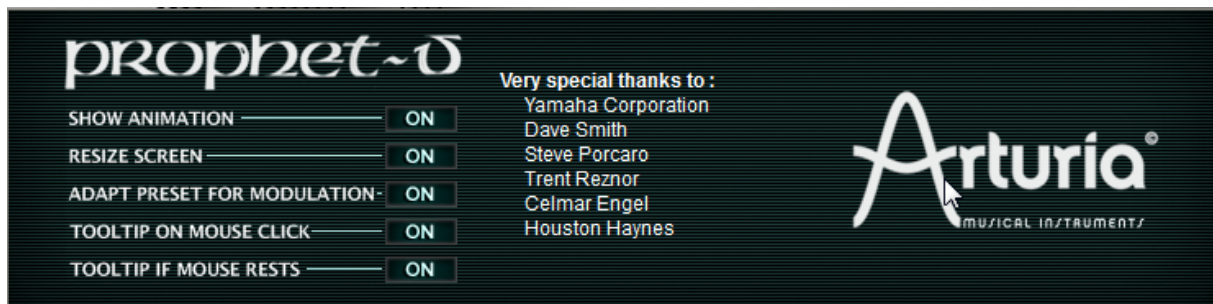 prophet~v
SHOW ANIMATION ON
RESIZE SCREEN ON
ADAPT PRESET FOR MODULATION- ON
TOOLTIP ON MOUSE CLICK ON
TOOLTIP IF MOUSE RESTS ON
Very special thanks to :
Yamaha Corporation
Dave Smith
Steve Porcaro
Trent Reznor
Celmar Engel
Houston Haynes
Arturia©
MUSICAL INSTRUMENTS